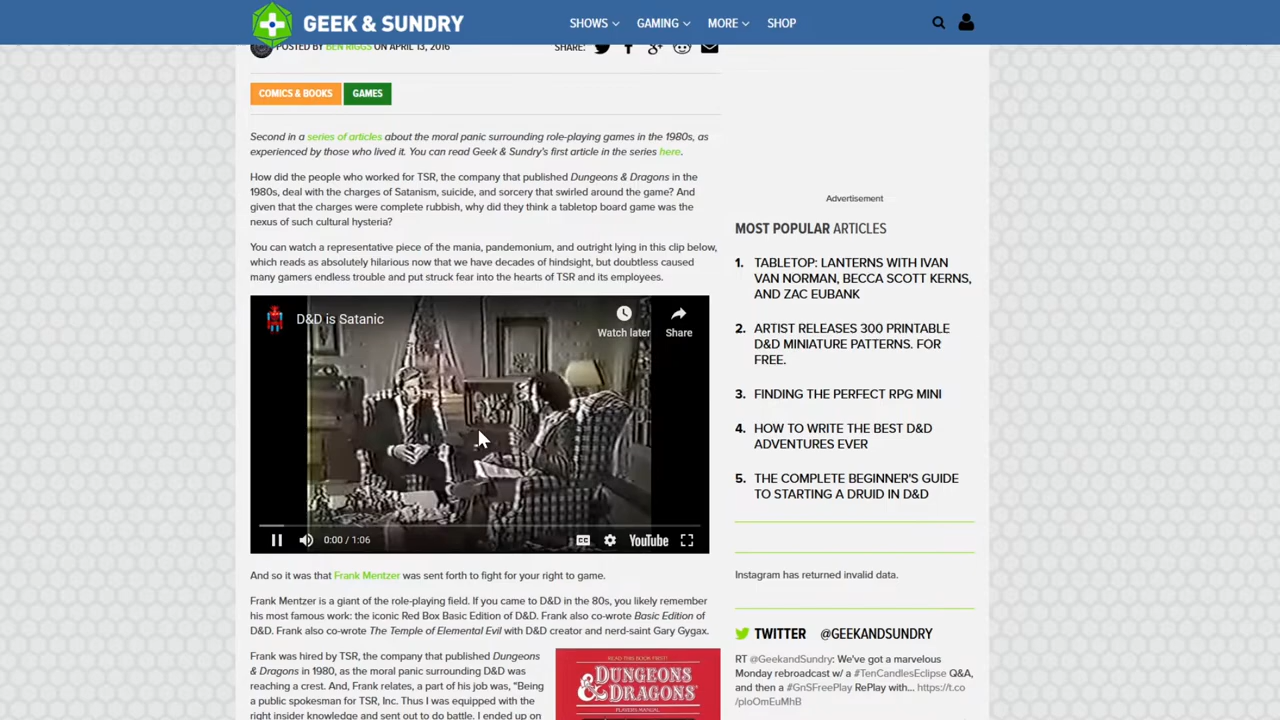 GEEK & SUNDRY
SHOWS GAMING MORE SHOP
POSTED BY BEN RIGGS ON APRIL 13, 2016
SHARE:
COMICS & BOOKS GAMES
Second in a series of articles about the moral panic surrounding role-playing games in the 1980s, as
experienced by those who lived it. You can read Geek & Sundry's first article in the series here.
How did the people who worked for TSR, the company that published Dungeons & Dragons in the
1980s, deal with the charges of Satanism, suicide, and sorcery that swirled around the game? And
given that the charges were complete rubbish, why did they think a tabletop board game was the
nexus of such cultural hysteria?
You can watch a representative piece of the mania, pandemonium, and outright lying in this clip below,
which reads as absolutely hilarious now that we have decades of hindsight, but doubtless caused
many gamers endless trouble and put struck fear into the hearts of TSR and its employees.
D&D is Satanic
Watch later
Share
0:00 / 1:06
CC
YouTube
And so it was that Frank Mentzer was sent forth to fight for your right to game.
Frank Mentzer is a giant of the role-playing field. If you came to D&D in the 80s, you likely remember
his most famous work: the iconic Red Box Basic Edition of D&D. Frank also co-wrote Basic Edition of
D&D. Frank also co-wrote The Temple of Elemental Evil with D&D creator and nerd-saint Gary Gygax.
Frank was hired by TSR, the company that published Dungeons
& Dragons in 1980, as the moral panic surrounding D&D was
reaching a crest. And, Frank relates, a part of his job was, "Being
a public spokesman for TSR, Inc. Thus I was equipped with the
right insider knowledge and sent out to do battle. I ended up on
READ THIS BOOK FIRST!
DUNGEONS
& DRAGONS
PLAYERS MANUAL
Advertisement
MOST POPULAR ARTICLES
1. TABLETOP: LANTERNS WITH IVAN
VAN NORMAN, BECCA SCOTT KERNS,
AND ZAC EUBANK
2. ARTIST RELEASES 300 PRINTABLE
D&D MINIATURE PATTERNS. FOR
FREE.
3. FINDING THE PERFECT RPG MINI
4. HOW TO WRITE THE BEST D&D
ADVENTURES EVER
5. THE COMPLETE BEGINNER'S GUIDE
TO STARTING A DRUID IN D&D
Instagram has returned invalid data.
TWITTER @GEEKANDSUNDRY
RT @GeekandSundry: We've got a marvelous
Monday rebroadcast w/ a #TenCandlesEclipse Q&A,
and then a #GnSFreePlay RePlay with... https://t.co
/ploOmEuMhB